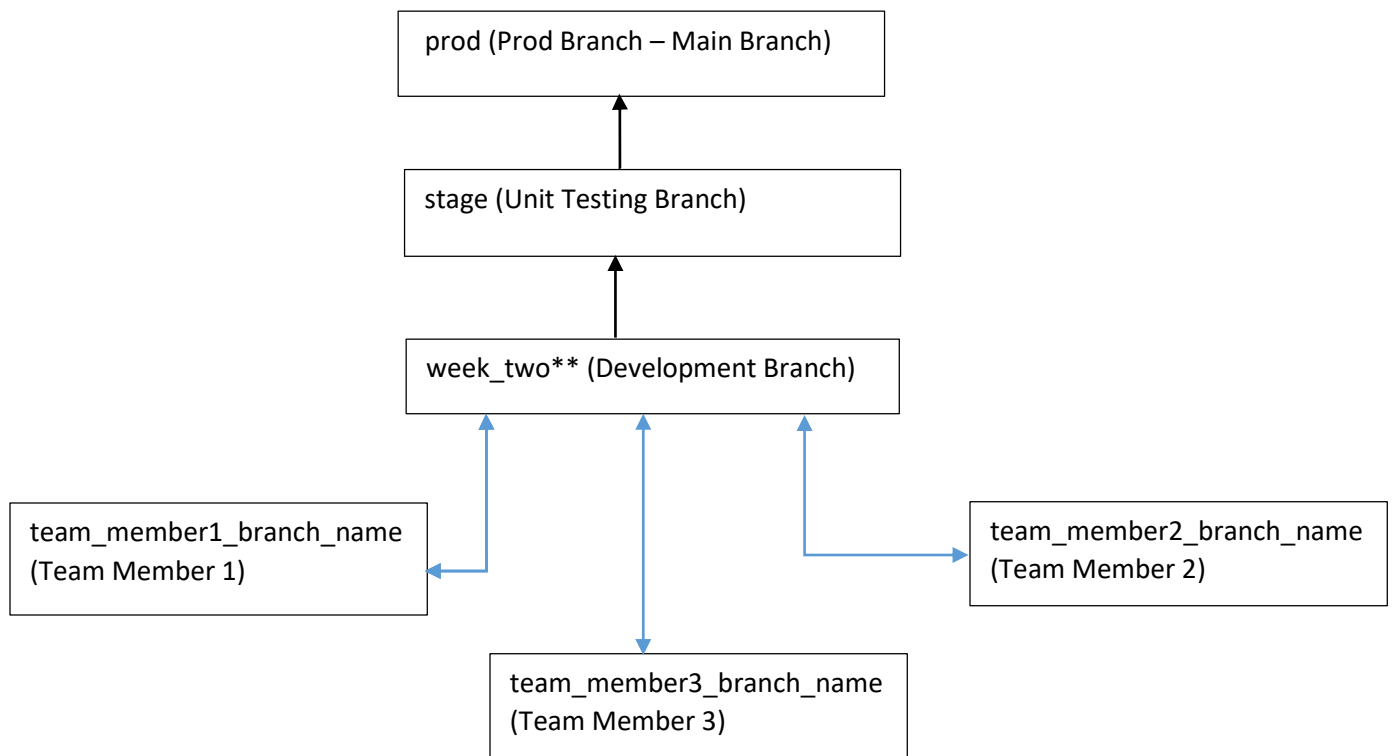 prod (Prod Branch – Main Branch)
stage (Unit Testing Branch)
week_two** (Development Branch)
team_member1_branch_name
(Team Member 1)
team_member2_branch_name
(Team Member 2)
team_member3_branch_name
(Team Member 3)